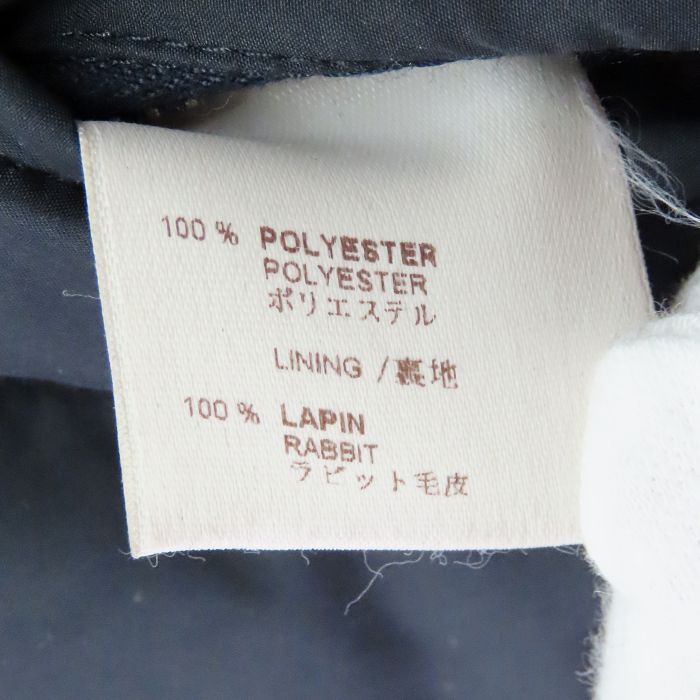 100 % POLYESTER
POLYESTER
ポリエステル
LINING / 裏地
100 % LAPIN
RABBIT
ラビット毛皮